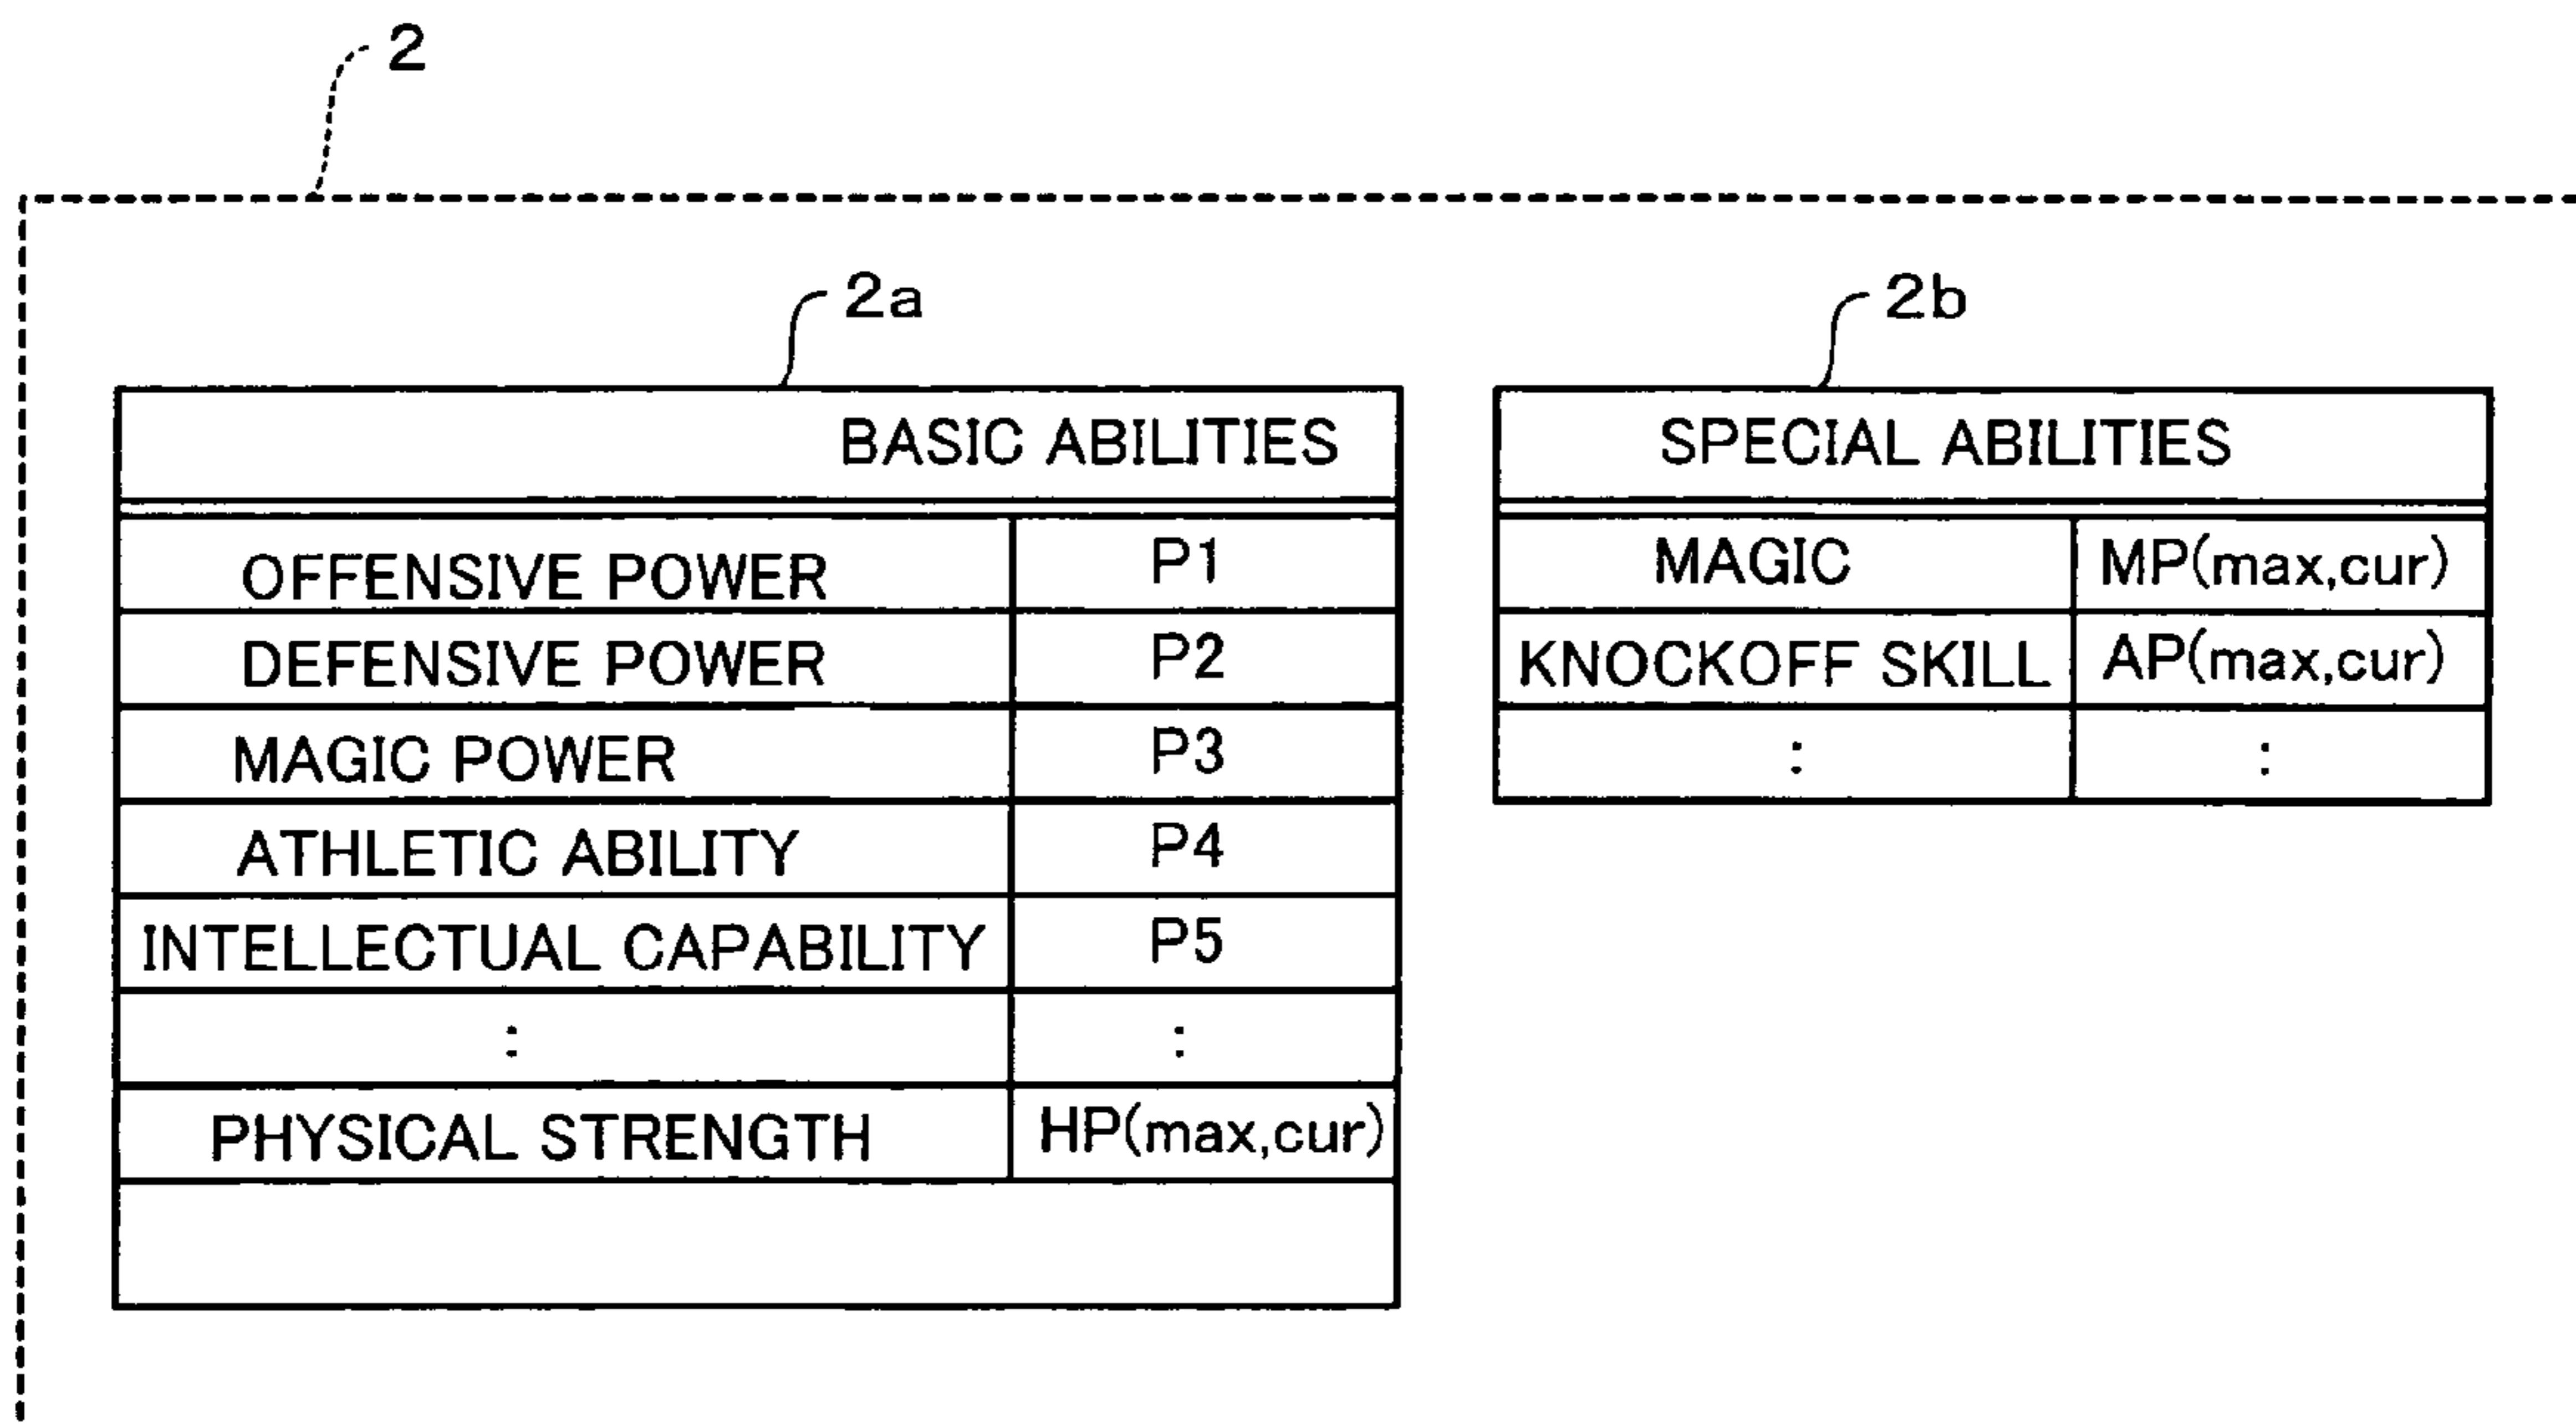 2
2a
BASIC ABILITIES
OFFENSIVE POWER P1
DEFENSIVE POWER P2
MAGIC POWER P3
ATHLETIC ABILITY P4
INTELLECTUAL CAPABILITY P5
: :
PHYSICAL STRENGTH HP(max,cur)
2b
SPECIAL ABILITIES
MAGIC MP(max,cur)
KNOCKOFF SKILL AP(max,cur)
: :